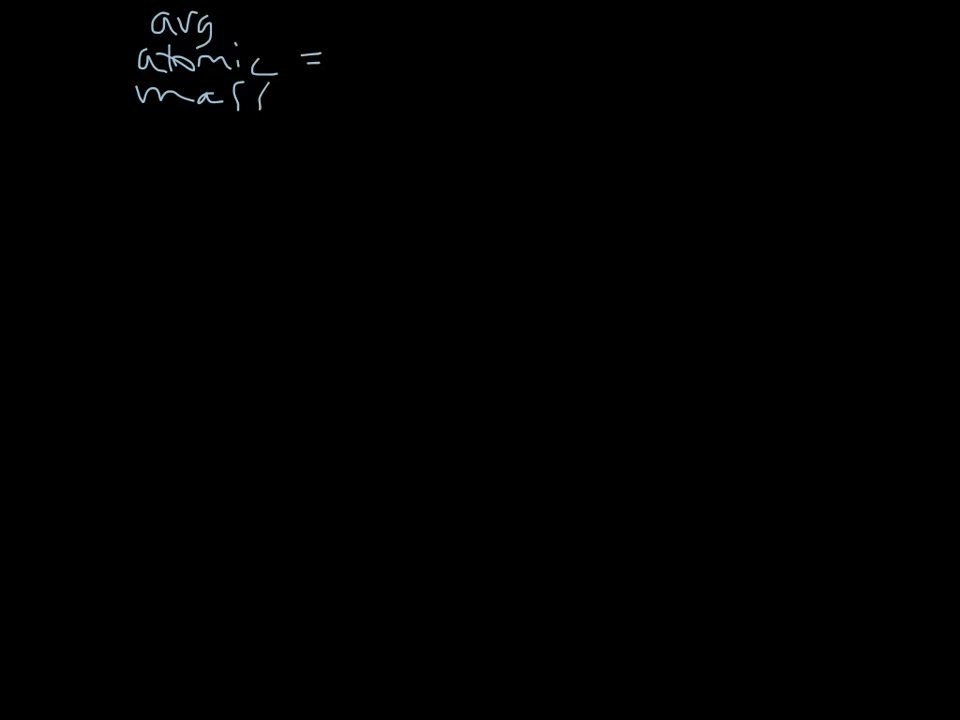 avg
atomic =
mass